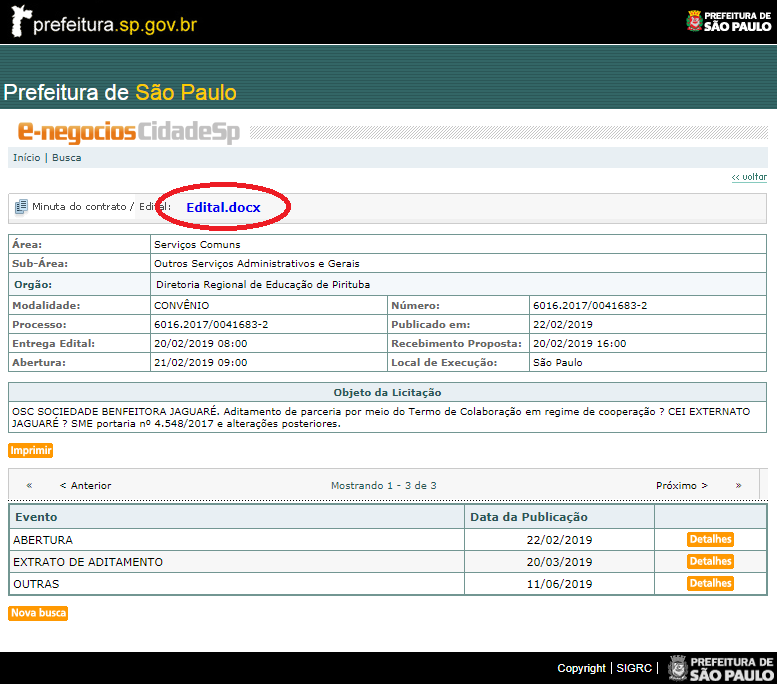 prefeitura.sp.gov.br
PREFEITURA DE
SÃO PAULO
Prefeitura de São Paulo
e-negociosCidadeSp
Início | Busca
<< voltar
Minuta do contrato / Edital: Edital.docx
Área: Serviços Comuns
Sub-Área: Outros Serviços Administrativos e Gerais
Orgão: Diretoria Regional de Educação de Pirituba
Modalidade: CONVÊNIO Número: 6016.2017/0041683-2
Processo: 6016.2017/0041683-2 Publicado em: 22/02/2019
Entrega Edital: 20/02/2019 08:00 Recebimento Proposta: 20/02/2019 16:00
Abertura: 21/02/2019 09:00 Local de Execução: São Paulo
Objeto da Licitação
OSC SOCIEDADE BENFEITORA JAGUARÉ. Aditamento de parceria por meio do Termo de Colaboração em regime de cooperação ? CEI EXTERNATO
JAGUARÉ ? SME portaria nº 4.548/2017 e alterações posteriores.
Imprimir
« < Anterior Mostrando 1 - 3 de 3 Próximo > »
Evento Data da Publicação
ABERTURA 22/02/2019 Detalhes
EXTRATO DE ADITAMENTO 20/03/2019 Detalhes
OUTRAS 11/06/2019 Detalhes
Nova busca
Copyright | SIGRC |
PREFEITURA DE
SÃO PAULO